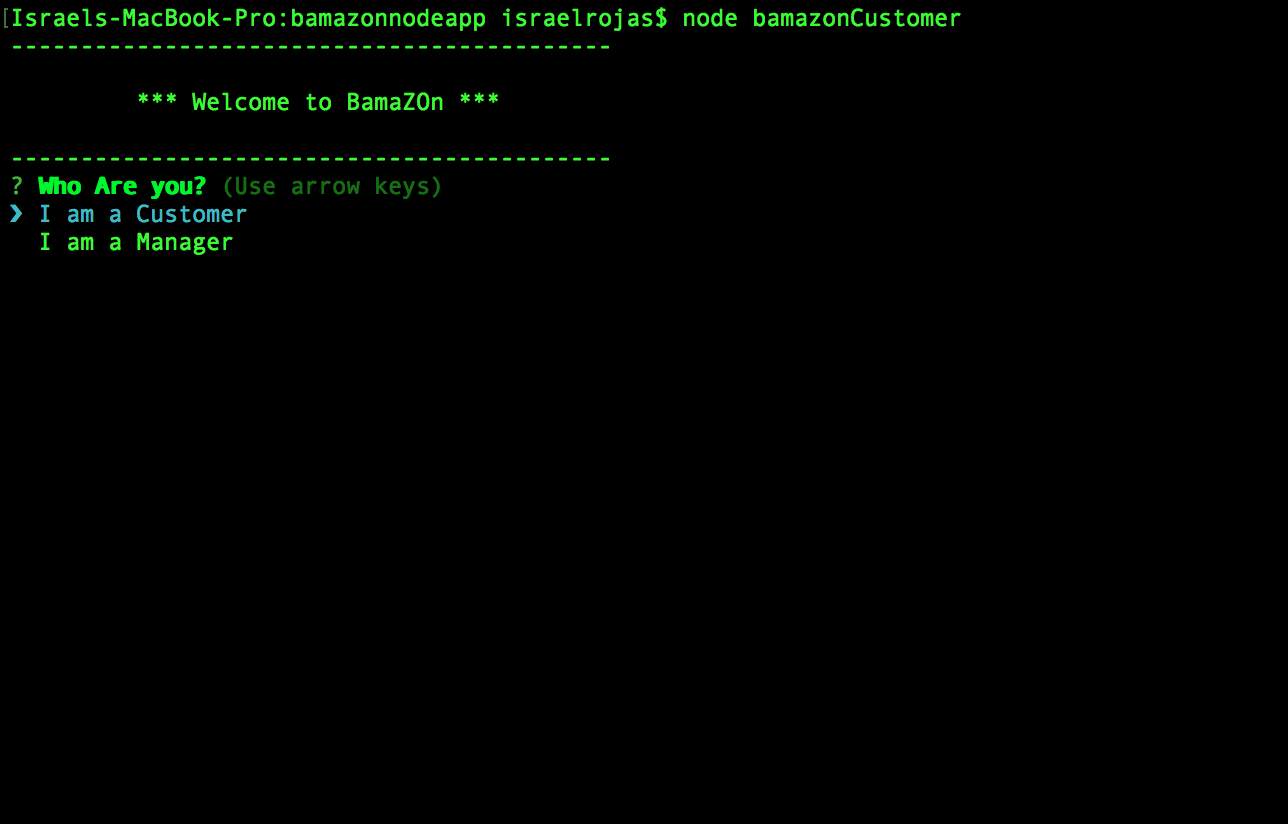 [Israels-MacBook-Pro:bamazonnodeapp israelrojas$ node bamazonCustomer
-------------------------------------------
*** Welcome to BamaZOn ***
-------------------------------------------
? Who Are you? (Use arrow keys)
❯ I am a Customer
I am a Manager